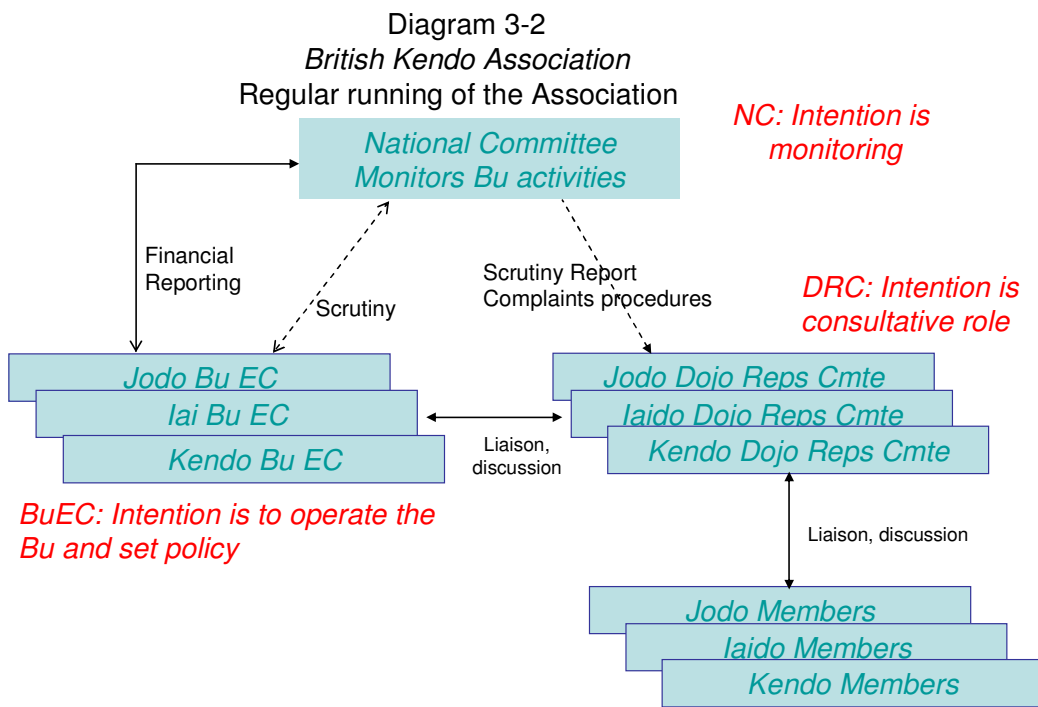 Diagram 3-2
British Kendo Association
Regular running of the Association
NC: Intention is
monitoring
National Committee
Monitors Bu activities
Financial
Reporting
Scrutiny
Scrutiny Report
Complaints procedures
DRC: Intention is
consultative role
Jodo Bu EC
Iai Bu EC
Kendo Bu EC
Liaison,
discussion
Jodo Dojo Reps Cmte
Iaido Dojo Reps Cmte
Kendo Dojo Reps Cmte
BuEC: Intention is to operate the
Bu and set policy
Liaison, discussion
Jodo Members
Iaido Members
Kendo Members